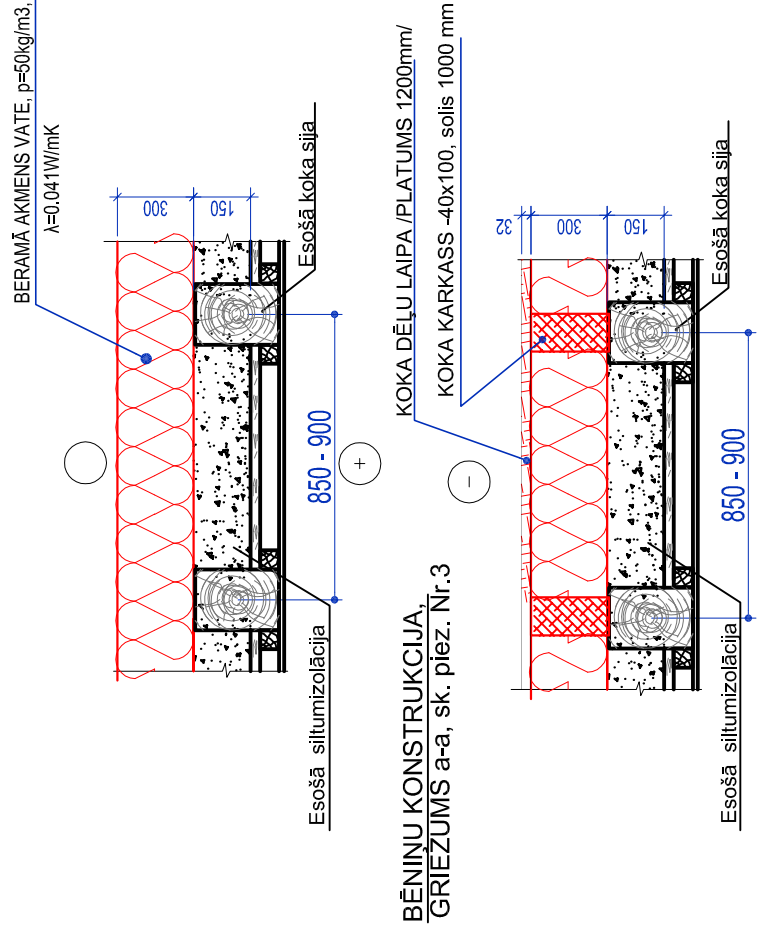 BERAMĀ AKMENS VATE, p=50kg/m3,
λ=0.041W/mK
300
150
Esošā koka sija
850 - 900
+
Esošā siltumizolācija
KOKA DĒĻU LAIPA /PLATUMS 1200mm/
KOKA KARKASS -40x100, solis 1000 mm
BĒNIŅU KONSTRUKCIJA,
GRIEZUMS a-a, sk. piez. Nr.3
−
32
300
150
Esošā koka sija
850 - 900
Esošā siltumizolācija